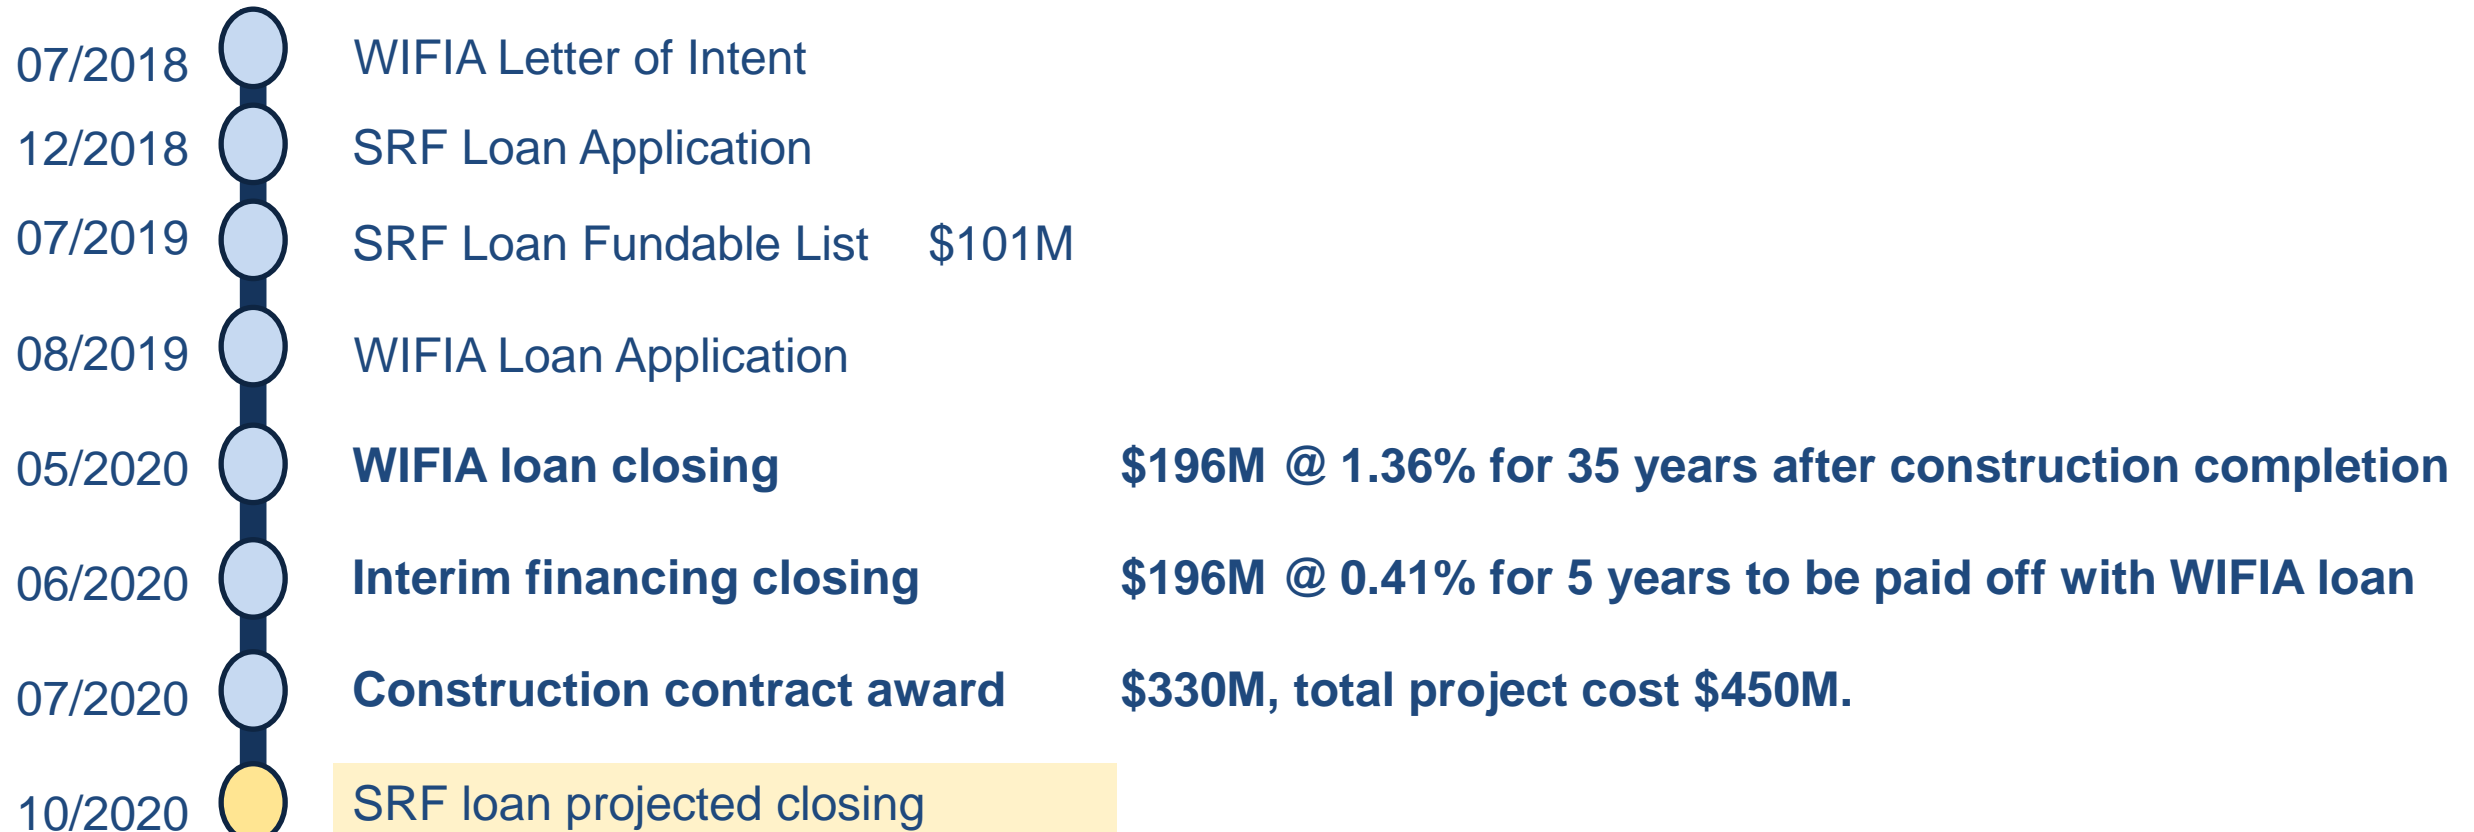 07/2018 WIFIA Letter of Intent
12/2018 SRF Loan Application
07/2019 SRF Loan Fundable List $101M
08/2019 WIFIA Loan Application
05/2020 WIFIA loan closing $196M @ 1.36% for 35 years after construction completion
06/2020 Interim financing closing $196M @ 0.41% for 5 years to be paid off with WIFIA loan
07/2020 Construction contract award $330M, total project cost $450M.
10/2020 SRF loan projected closing